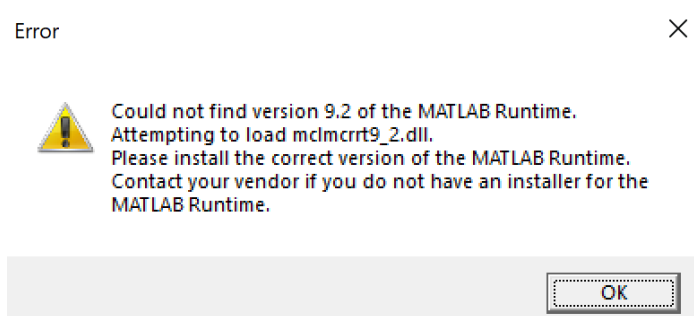 Error
Could not find version 9.2 of the MATLAB Runtime.
Attempting to load mclmcrrt9_2.dll.
Please install the correct version of the MATLAB Runtime.
Contact your vendor if you do not have an installer for the
MATLAB Runtime.
OK